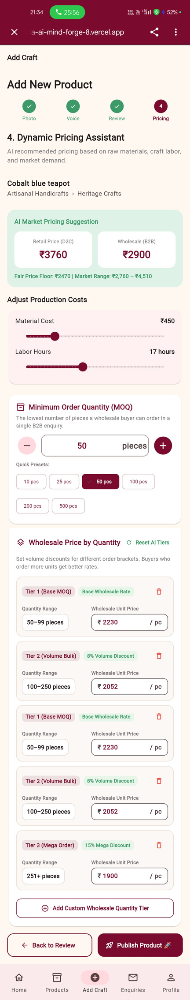 21:34 25:56 138 KB/S Vo LTE 5G 52%
a-ai-mind-forge-8.vercel.app
Add Craft
Add New Product
4
Photo Voice Review Pricing
4. Dynamic Pricing Assistant
AI recommended pricing based on raw materials, craft labor,
and market demand.
Cobalt blue teapot
Artisanal Handicrafts › Heritage Crafts
AI Market Pricing Suggestion
Retail Price (D2C) Wholesale (B2B)
₹3760 ₹2900
Fair Price Floor: ₹2470 | Market Range: ₹2,760 – ₹4,510
Adjust Production Costs
Material Cost ₹450
Labor Hours 17 hours
Minimum Order Quantity (MOQ)
The lowest number of pieces a wholesale buyer can order in a
single B2B enquiry.
50 pieces
Quick Presets:
10 pcs 25 pcs 50 pcs 100 pcs
200 pcs 500 pcs
Wholesale Price by Quantity Reset AI Tiers
Set volume discounts for different order brackets. Buyers who
order more units get better rates.
Tier 1 (Base MOQ) Base Wholesale Rate
Quantity Range Wholesale Unit Price
50–99 pieces ₹ 2230 / pc
Tier 2 (Volume Bulk) 8% Volume Discount
Quantity Range Wholesale Unit Price
100–250 pieces ₹ 2052 / pc
Tier 1 (Base MOQ) Base Wholesale Rate
Quantity Range Wholesale Unit Price
50–99 pieces ₹ 2230 / pc
Tier 2 (Volume Bulk) 8% Volume Discount
Quantity Range Wholesale Unit Price
100–250 pieces ₹ 2052 / pc
Tier 3 (Mega Order) 15% Mega Discount
Quantity Range Wholesale Unit Price
251+ pieces ₹ 1900 / pc
Add Custom Wholesale Quantity Tier
Back to Review Publish Product 🚀
Home Products Add Craft Enquiries Profile